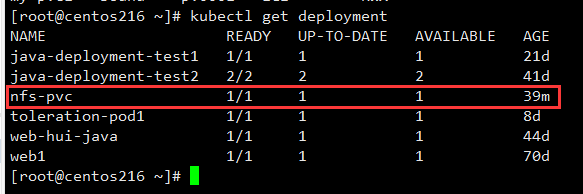 [root@centos216 ~]# kubectl get deployment
NAME READY UP-TO-DATE AVAILABLE AGE
java-deployment-test1 1/1 1 1 21d
java-deployment-test2 2/2 2 2 41d
nfs-pvc 1/1 1 1 39m
toleration-pod1 1/1 1 1 8d
web-hui-java 1/1 1 1 44d
web1 1/1 1 1 70d
[root@centos216 ~]#